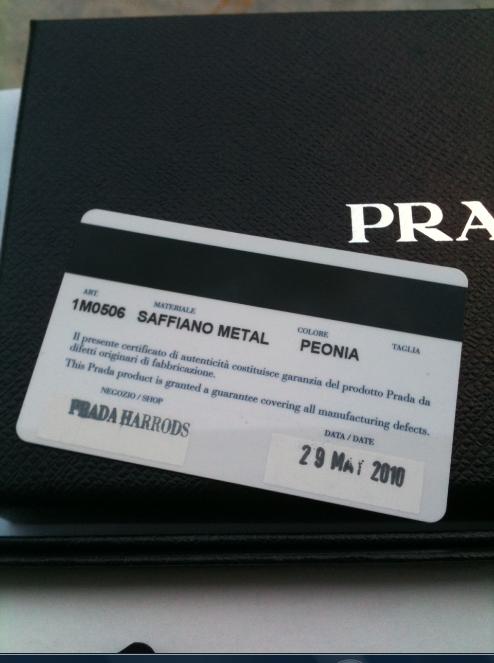 PRA
ART
1M0506
MATERIALE
SAFFIANO METAL
COLORE
PEONIA
TAGLIA
Il presente certificato di autenticità costituisce garanzia del prodotto Prada da
difetti originari di fabbricazione.
This Prada product is granted a guarantee covering all manufacturing defects.
NEGOZIO / SHOP
PRADA HARRODS
DATA / DATE
29 MAY 2010